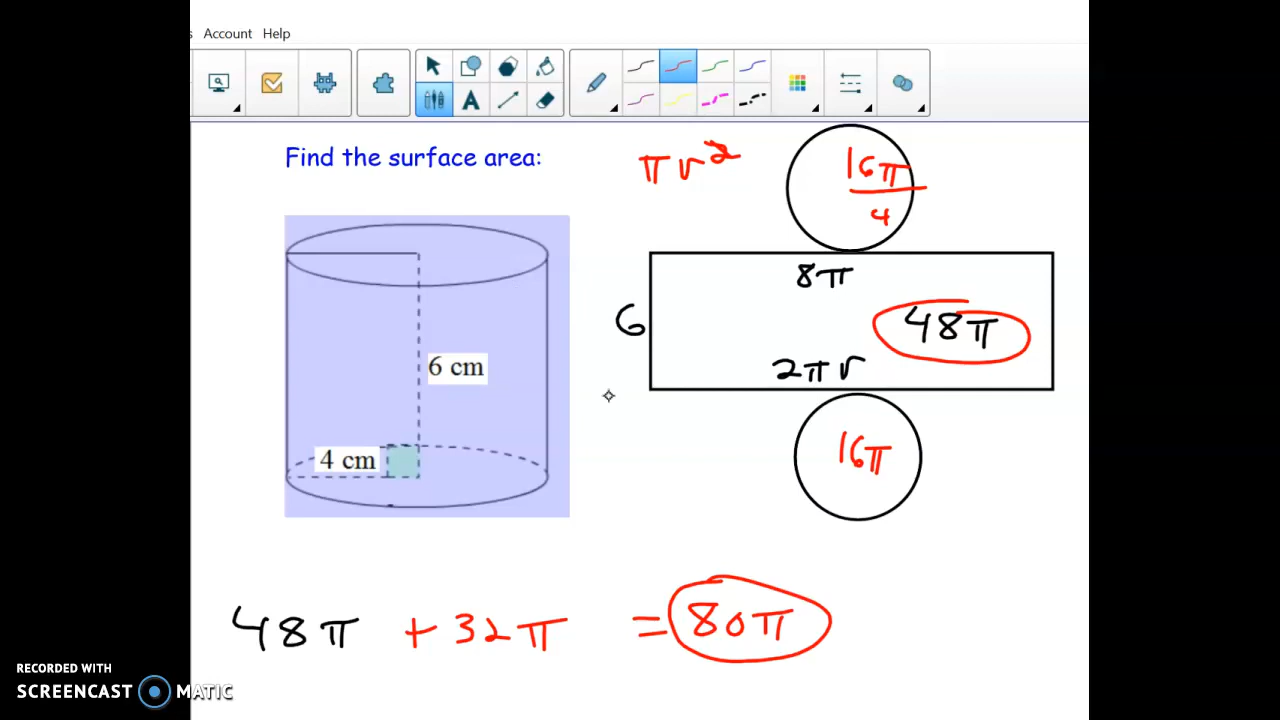 Account Help
Find the surface area:
πr²
16π
4
8π
6
48π
2πr
6 cm
4 cm
16π
48π + 32π = 80π
RECORDED WITH
SCREENCAST MATIC